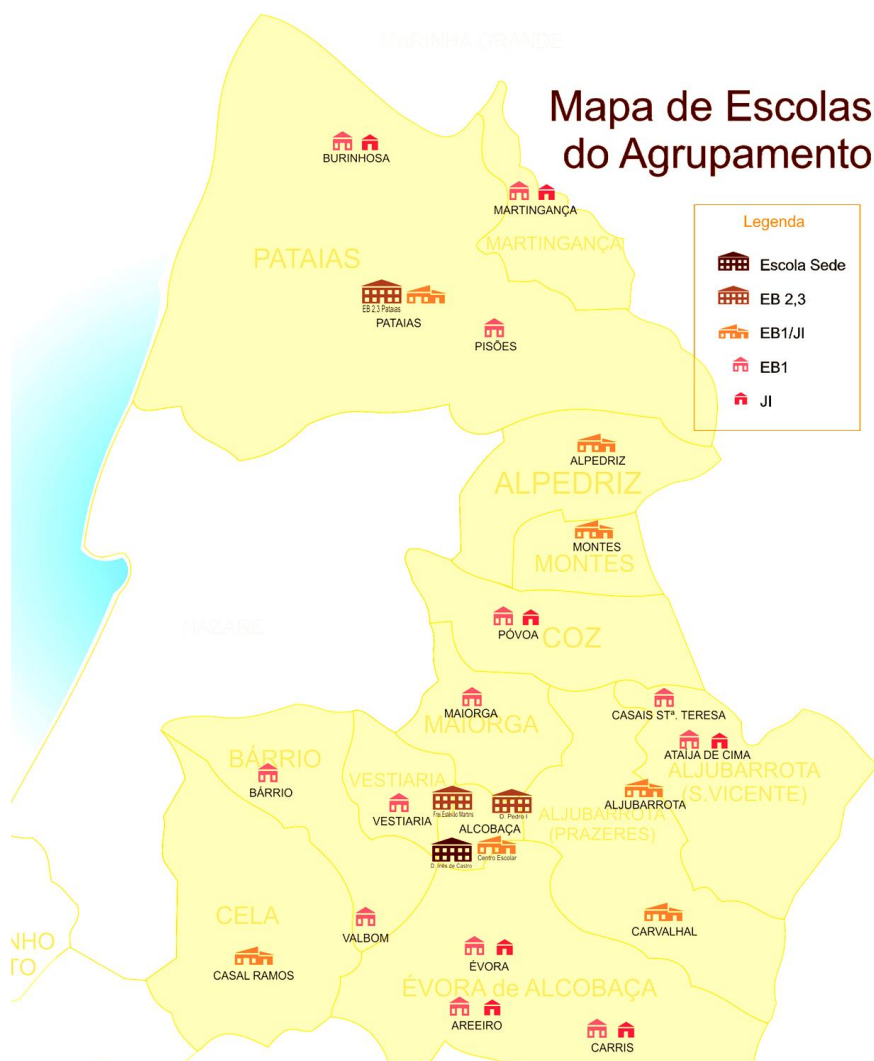 MARINHA GRANDE
Mapa de Escolas
do Agrupamento
Legenda
Escola Sede
EB 2,3
EB1/JI
EB1
JI
BURINHOSA
MARTINGANÇA
MARTINGANÇA
PATAIAS
EB 2,3 Pataias
PATAIAS
PISÕES
ALPEDRIZ
ALPEDRIZ
MONTES
MONTES
PÓVOA
COZ
NAZARÉ
MAIORGA
MAIORGA
CASAIS STª. TERESA
ATAÍJA DE CIMA
ALJUBARROTA
(S.VICENTE)
BÁRRIO
BÁRRIO
VESTIARIA
VESTIARIA
Frei Estêvão Martins
D. Pedro I
ALCOBAÇA
ALJUBARROTA
ALJUBARROTA
(PRAZERES)
D. Inês de Castro
Centro Escolar
CELA
VALBOM
CARVALHAL
NHO
TO
CASAL RAMOS
ÉVORA
ÉVORA de ALCOBAÇA
AREEIRO
CARRIS